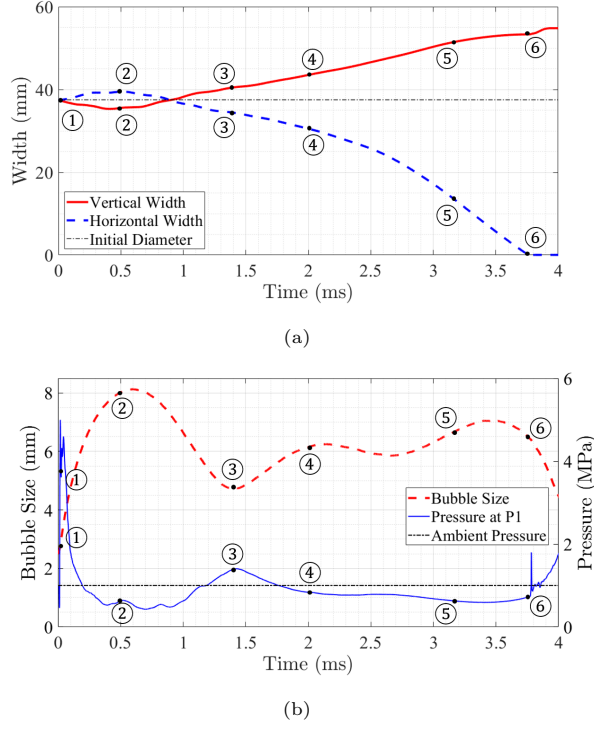 60
40
20
0
Width (mm)
② ③ ④ ⑤ ⑥
① ② ③ ④ ⑤ ⑥
Vertical Width
Horizontal Width
Initial Diameter
0 0.5 1 1.5 2 2.5 3 3.5 4
Time (ms)
(a)
8
6
4
2
0
Bubble Size (mm)
6
4
2
0
Pressure (MPa)
② ⑤ ⑥
① ③ ④
Bubble Size
Pressure at P1
Ambient Pressure
① ③ ④
② ⑤ ⑥
0 0.5 1 1.5 2 2.5 3 3.5 4
Time (ms)
(b)